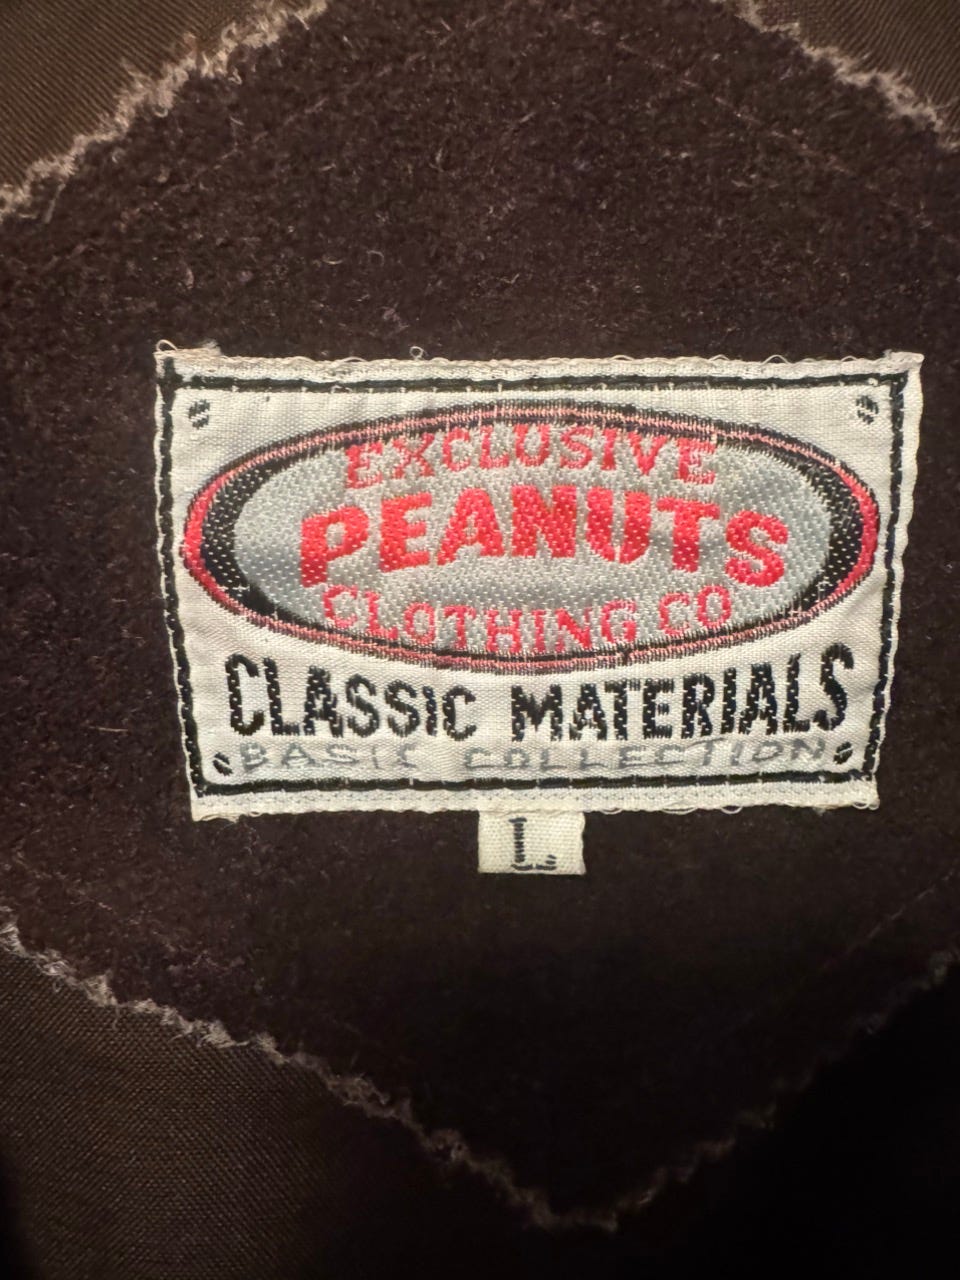 EXCLUSIVE
PEANUTS
CLOTHING CO
CLASSIC MATERIALS
BASIC COLLECTION
L